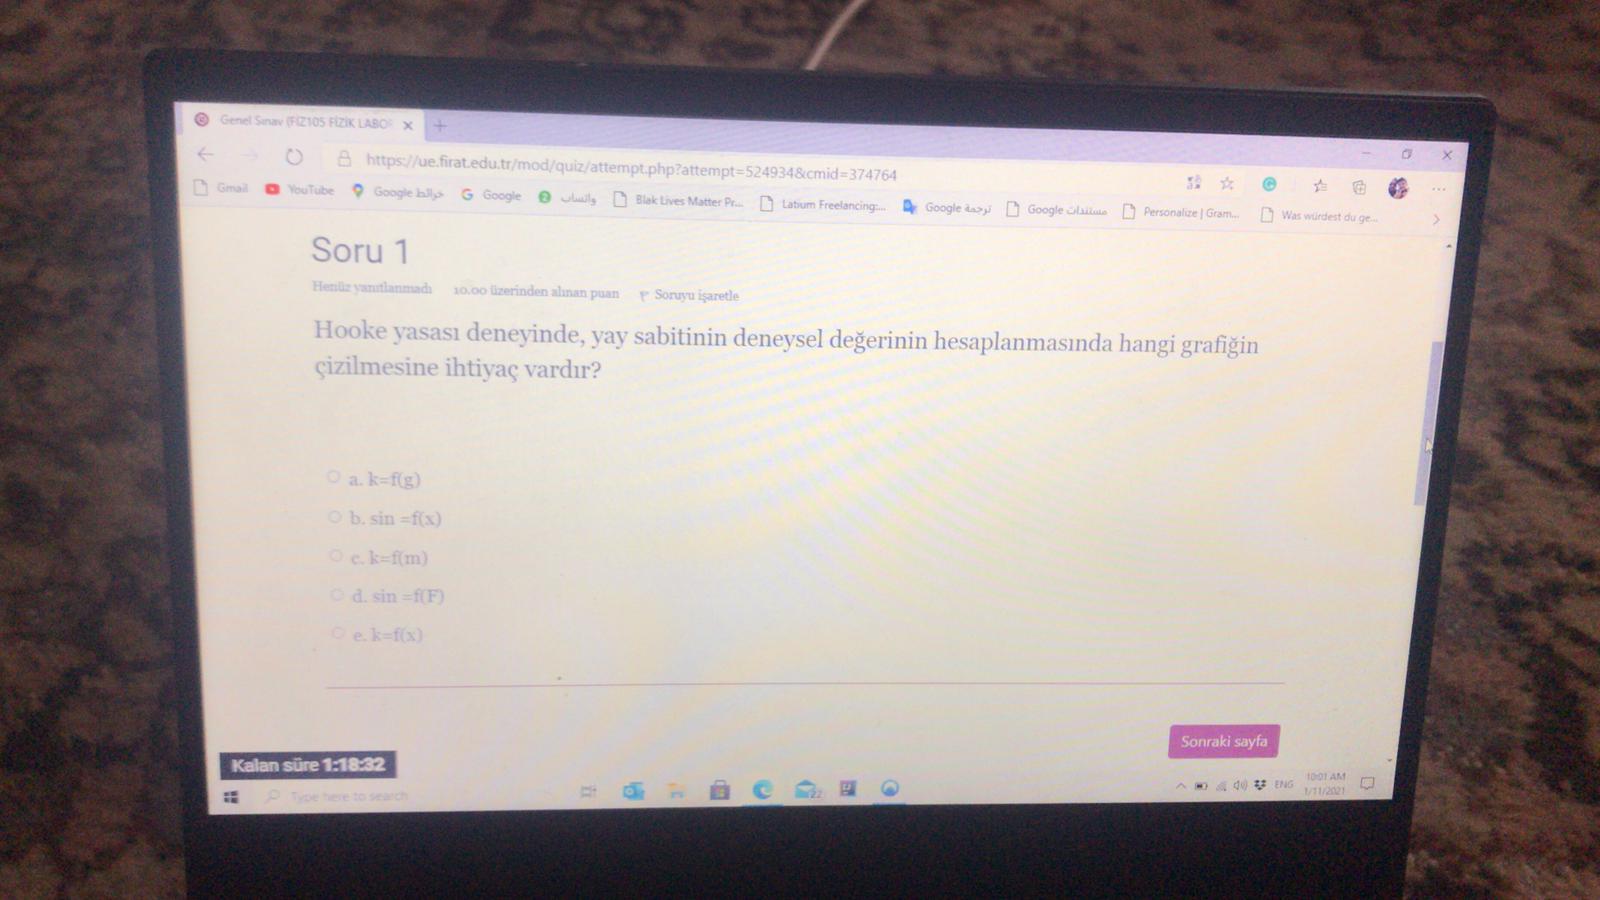 Genel Sınav (FİZ105 FİZİK LABO
https://ue.firat.edu.tr/mod/quiz/attempt.php?attempt=524934&cmid=374764
Gmail YouTube خرائط Google Google واتساب Blak Lives Matter Pr... Latium Freelancing:... ترجمة Google مستندات Google Personalize | Gram... Was würdest du ge...
Soru 1
Henüz yanıtlanmadı 10.00 üzerinden alınan puan Soruyu işaretle
Hooke yasası deneyinde, yay sabitinin deneysel değerinin hesaplanmasında hangi grafiğin
çizilmesine ihtiyaç vardır?
a. k=f(g)
b. sin =f(x)
c. k=f(m)
d. sin =f(F)
e. k=f(x)
Sonraki sayfa
Kalan süre 1:18:32
Type here to search
22
ENG
10:01 AM
1/11/2021